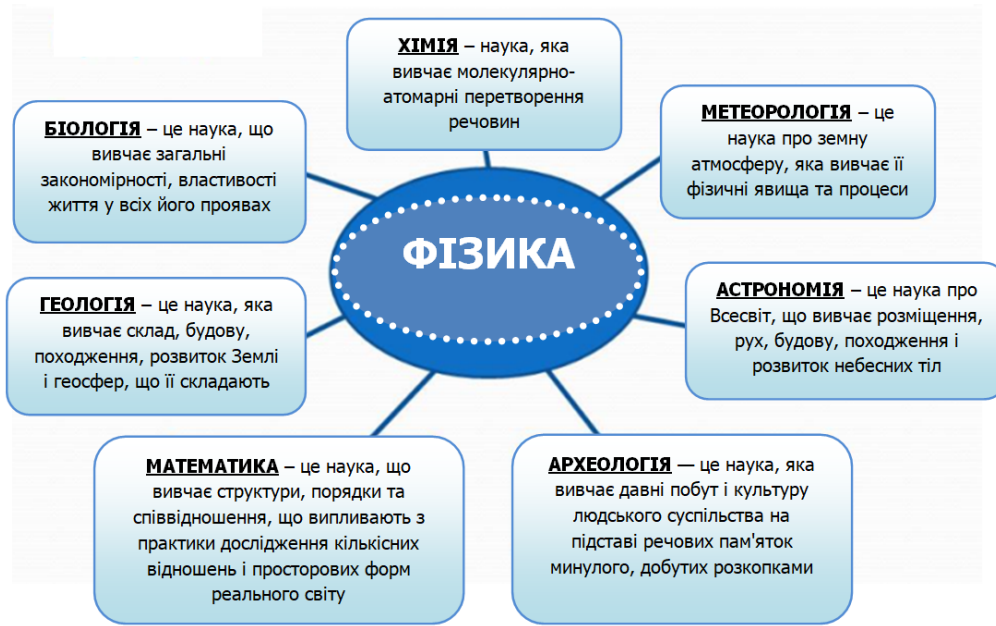 ХІМІЯ – наука, яка
вивчає молекулярно-
атомарні перетворення
речовин
БІОЛОГІЯ – це наука, що
вивчає загальні
закономірності, властивості
життя у всіх його проявах
МЕТЕОРОЛОГІЯ – це
наука про земну
атмосферу, яка вивчає її
фізичні явища та процеси
ФІЗИКА
ГЕОЛОГІЯ – це наука, яка
вивчає склад, будову,
походження, розвиток Землі
і геосфер, що її складають
АСТРОНОМІЯ – це наука про
Всесвіт, що вивчає розміщення,
рух, будову, походження і
розвиток небесних тіл
МАТЕМАТИКА – це наука, що
вивчає структури, порядки та
співвідношення, що випливають з
практики дослідження кількісних
відношень і просторових форм
реального світу
АРХЕОЛОГІЯ — це наука, яка
вивчає давні побут і культуру
людського суспільства на
підставі речових пам'яток
минулого, добутих розкопками